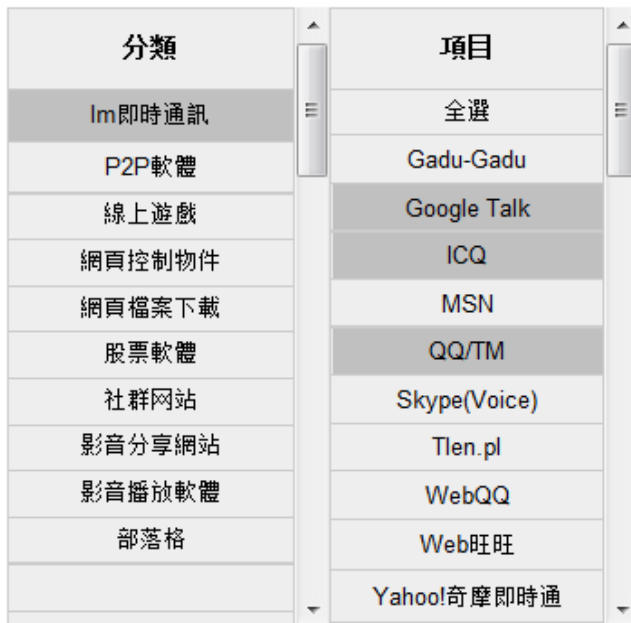 分類
Im即時通訊
P2P軟體
線上遊戲
網頁控制物件
網頁檔案下載
股票軟體
社群网站
影音分享網站
影音播放軟體
部落格
項目
全選
Gadu-Gadu
Google Talk
ICQ
MSN
QQ/TM
Skype(Voice)
Tlen.pl
WebQQ
Web旺旺
Yahoo!奇摩即時通